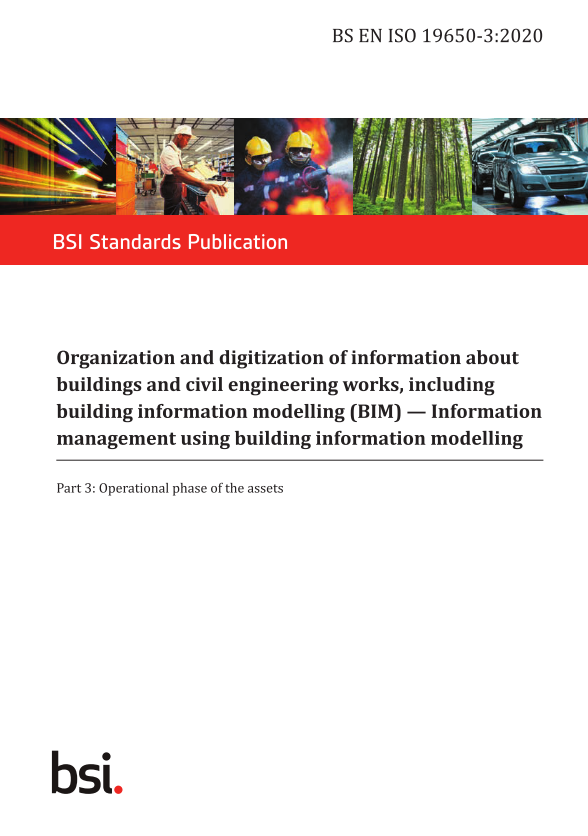 BS EN ISO 19650-3:2020
BSI Standards Publication
Organization and digitization of information about
buildings and civil engineering works, including
building information modelling (BIM) — Information
management using building information modelling
Part 3: Operational phase of the assets
bsi.